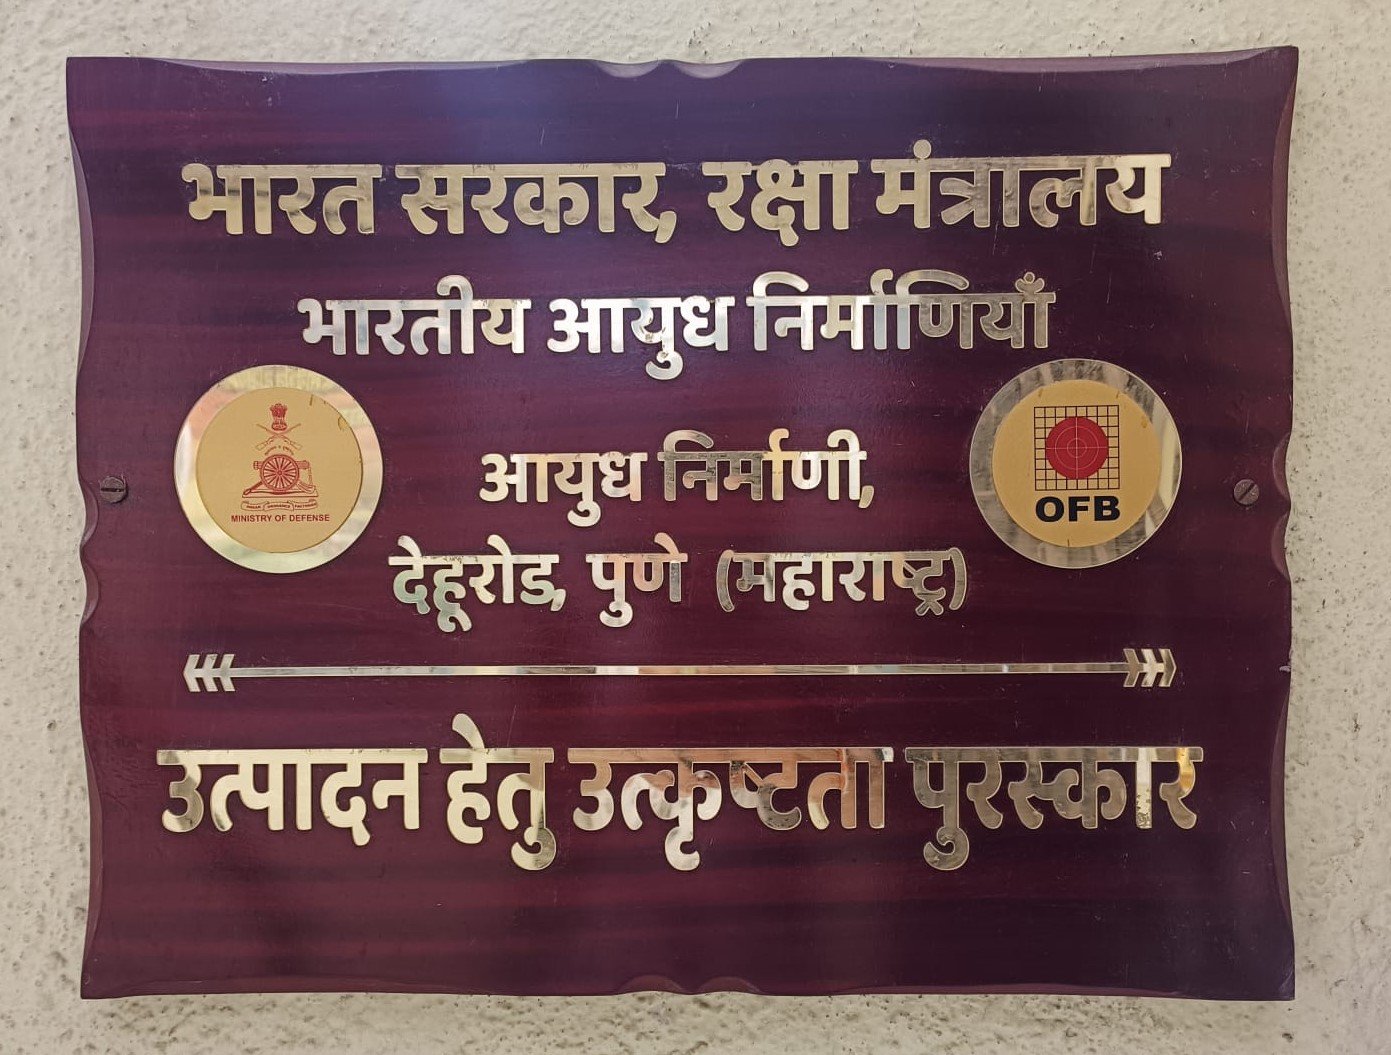 भारत सरकार, रक्षा मंत्रालय
भारतीय आयुध निर्माणियाँ
आयुध निर्माणी,
देहूरोड, पुणे (महाराष्ट्र)
MINISTRY OF DEFENSE
OFB
उत्पादन हेतु उत्कृष्टता पुरस्कार